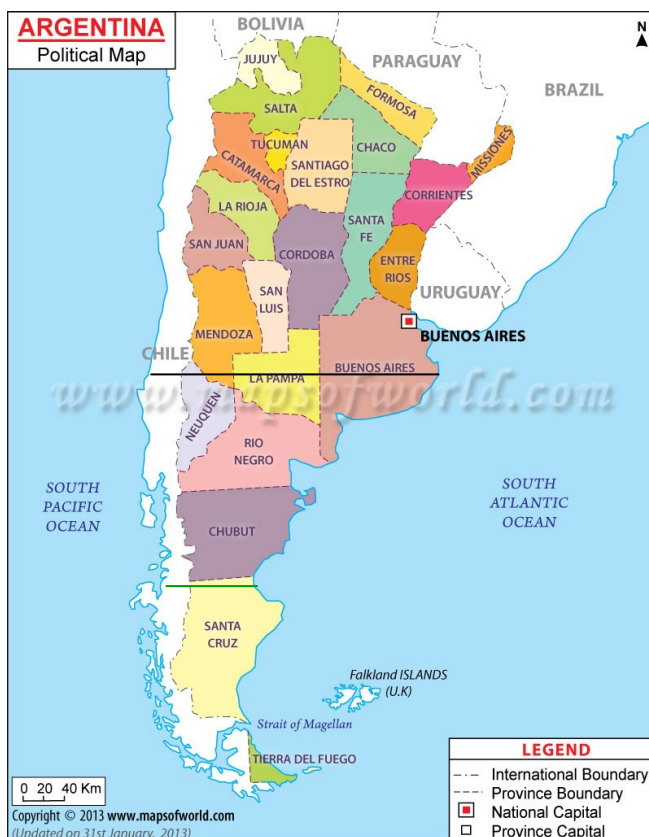 ARGENTINA
Political Map
N
BOLIVIA
PARAGUAY
BRAZIL
JUJUY
FORMOSA
SALTA
TUCUMAN
CHACO
MISSIONES
CATAMARCA
SANTIAGO
DEL ESTRO
CORRIENTES
LA RIOJA
SANTA
FE
SAN JUAN
CORDOBA
ENTRE
RIOS
SAN
LUIS
URUGUAY
MENDOZA
BUENOS AIRES
CHILE
BUENOS AIRES
LA PAMPA
www.mapsofworld.com
NEUQUEN
RIO
NEGRO
SOUTH
PACIFIC
OCEAN
SOUTH
ATLANTIC
OCEAN
CHUBUT
SANTA
CRUZ
Falkland ISLANDS
(U.K)
Strait of Magellan
TIERRA DEL FUEGO
LEGEND
International Boundary
Province Boundary
National Capital
Province Capital
0 20 40 Km
Copyright © 2013 www.mapsofworld.com
(Updated on 31st January, 2013)